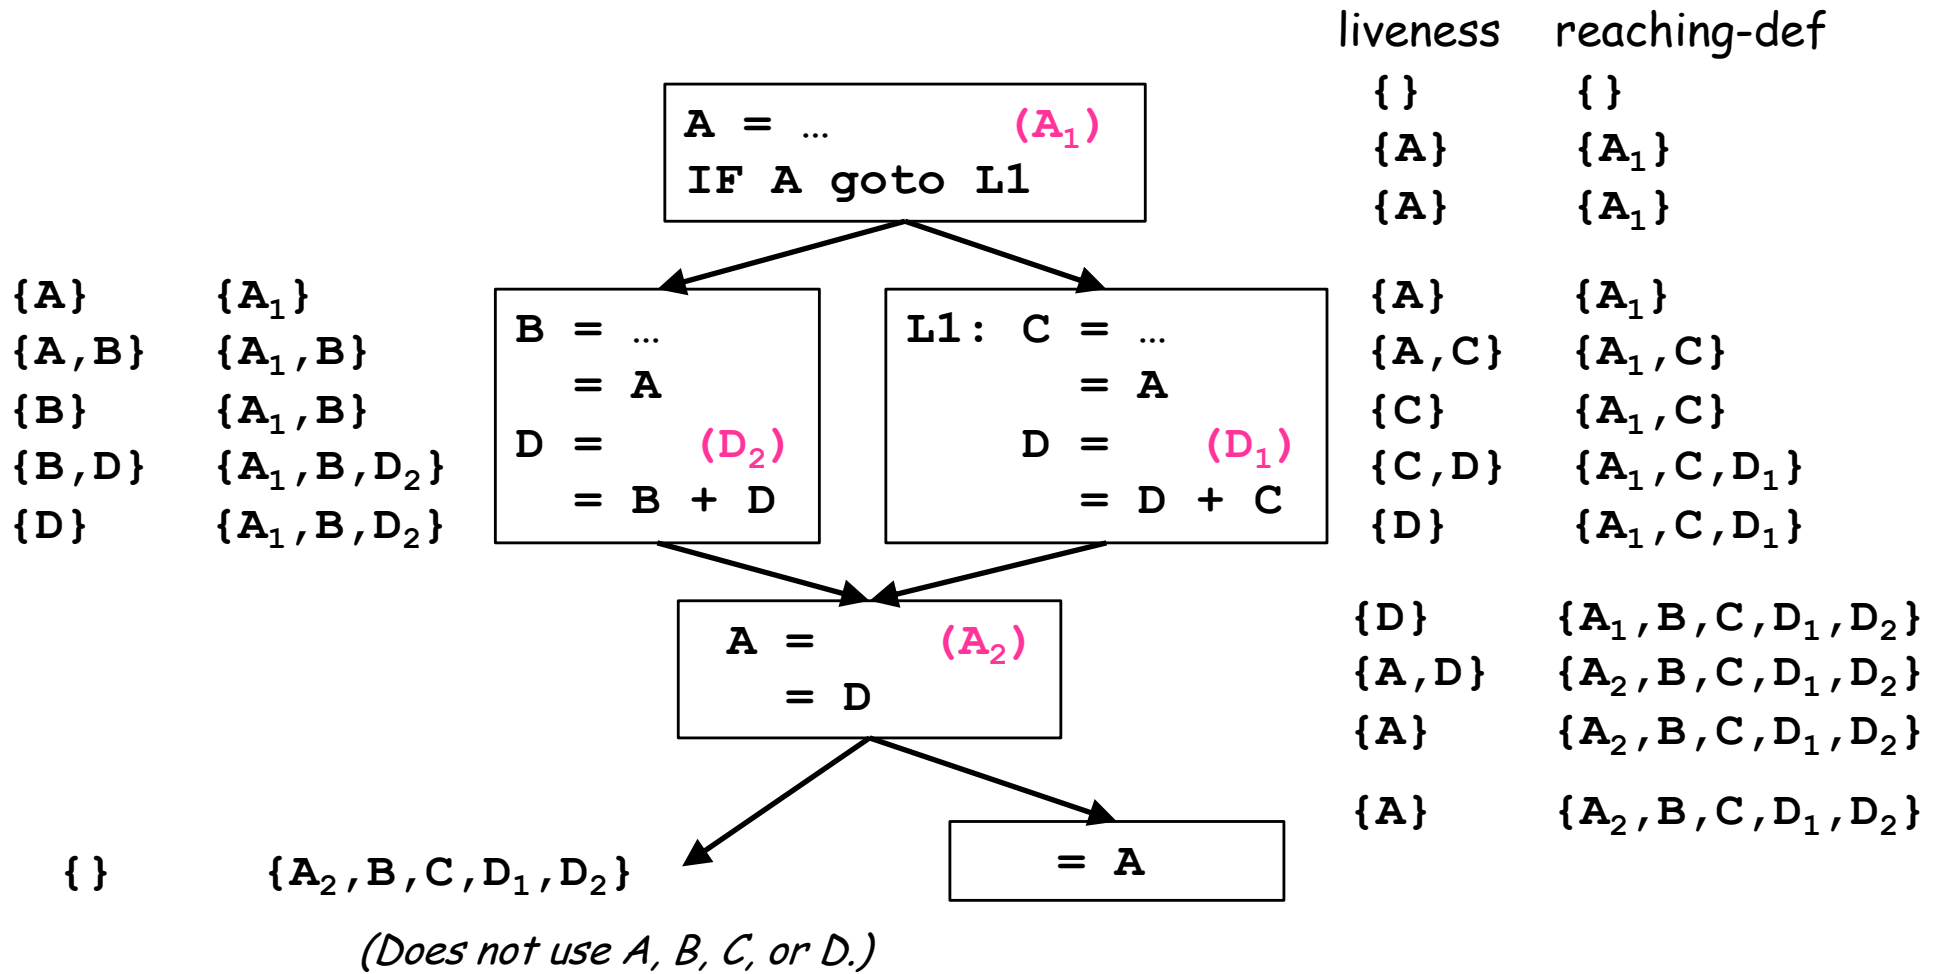 liveness reaching-def
{} {}
A = … (A₁)
{A} {A₁}
IF A goto L1
{A} {A₁}
{A} {A₁}
B = …
L1: C = …
{A} {A₁}
{A,B} {A₁,B}
= A
= A
{A,C} {A₁,C}
{B} {A₁,B}
D = (D₂)
D = (D₁)
{C} {A₁,C}
{B,D} {A₁,B,D₂}
= B + D
= D + C
{C,D} {A₁,C,D₁}
{D} {A₁,B,D₂}
{D} {A₁,C,D₁}
A = (A₂)
{D} {A₁,B,C,D₁,D₂}
= D
{A,D} {A₂,B,C,D₁,D₂}
{A} {A₂,B,C,D₁,D₂}
{A} {A₂,B,C,D₁,D₂}
{} {A₂,B,C,D₁,D₂}
= A
(Does not use A, B, C, or D.)